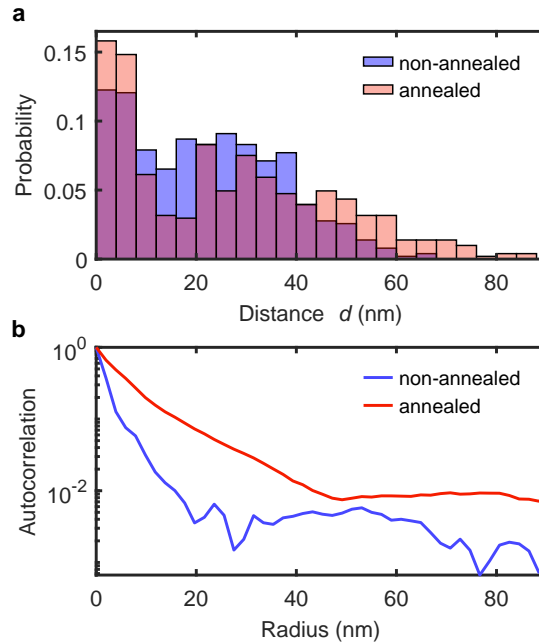 a
0.15
0.1
0.05
0
Probability
non-annealed
annealed
0 20 40 60 80
Distance d (nm)
b
10^0
10^-2
Autocorrelation
non-annealed
annealed
0 20 40 60 80
Radius (nm)